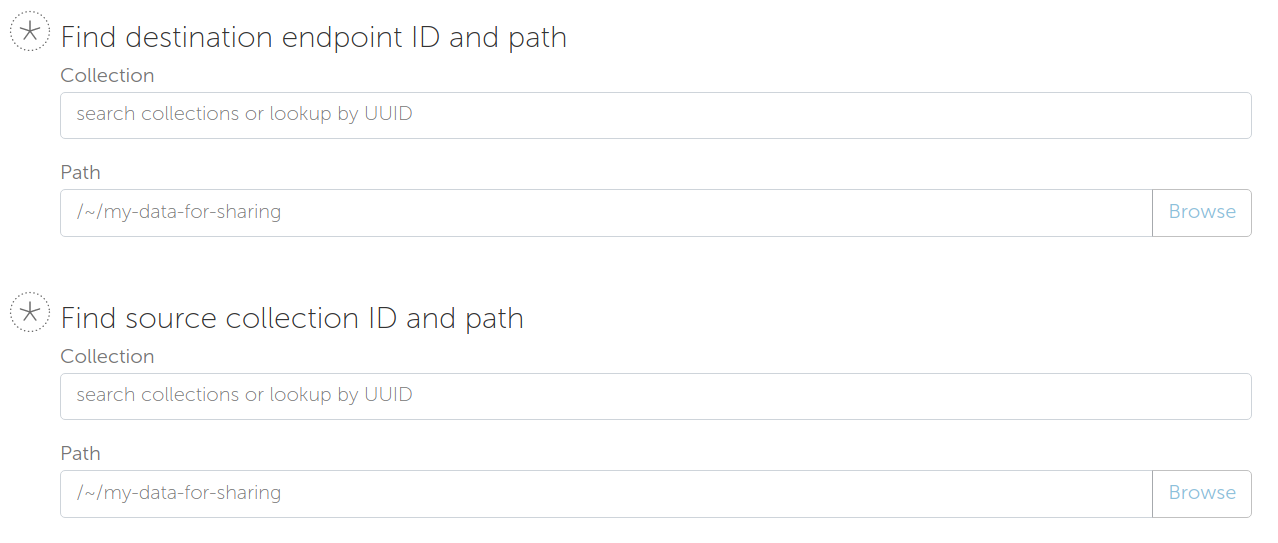 Find destination endpoint ID and path
Collection
search collections or lookup by UUID
Path
/~/my-data-for-sharing
Browse
Find source collection ID and path
Collection
search collections or lookup by UUID
Path
/~/my-data-for-sharing
Browse